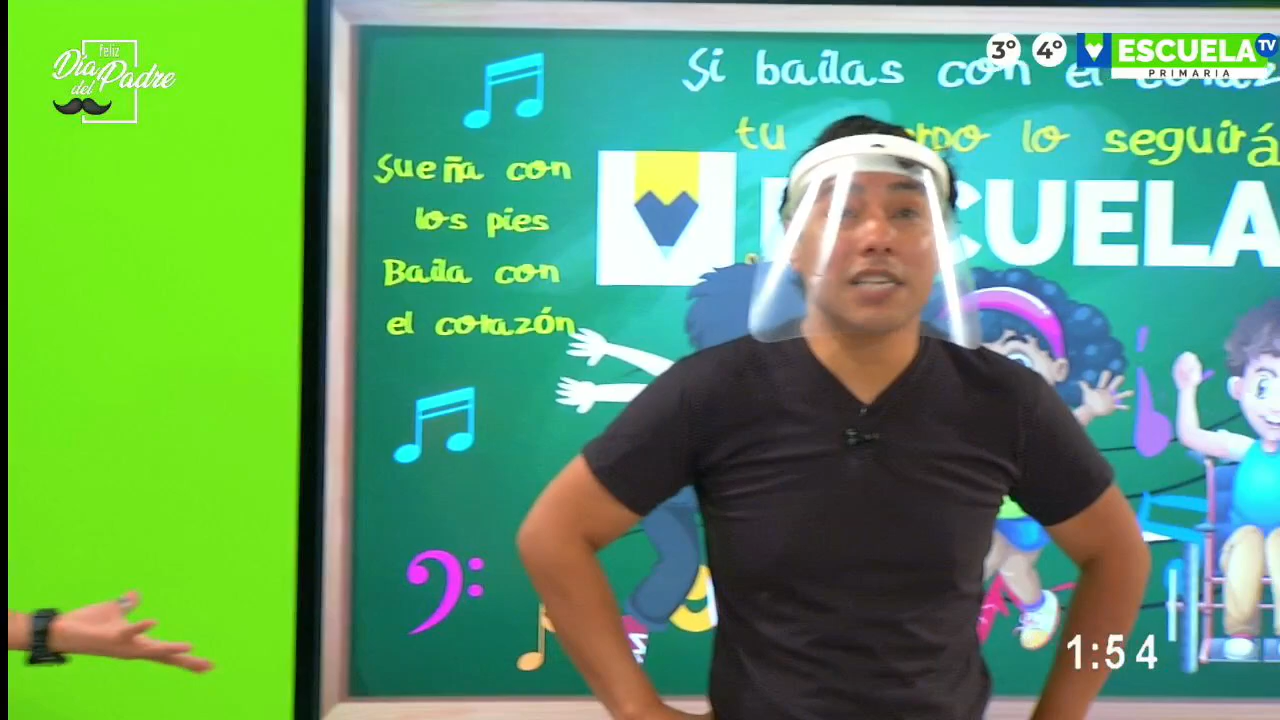 feliz
Día
del Padre
3° 4° ESCUELA TV
PRIMARIA
Si bailas con el
tu lo seguirá
Sueña con
los pies
Baila con
el corazón
CUELA
1:54